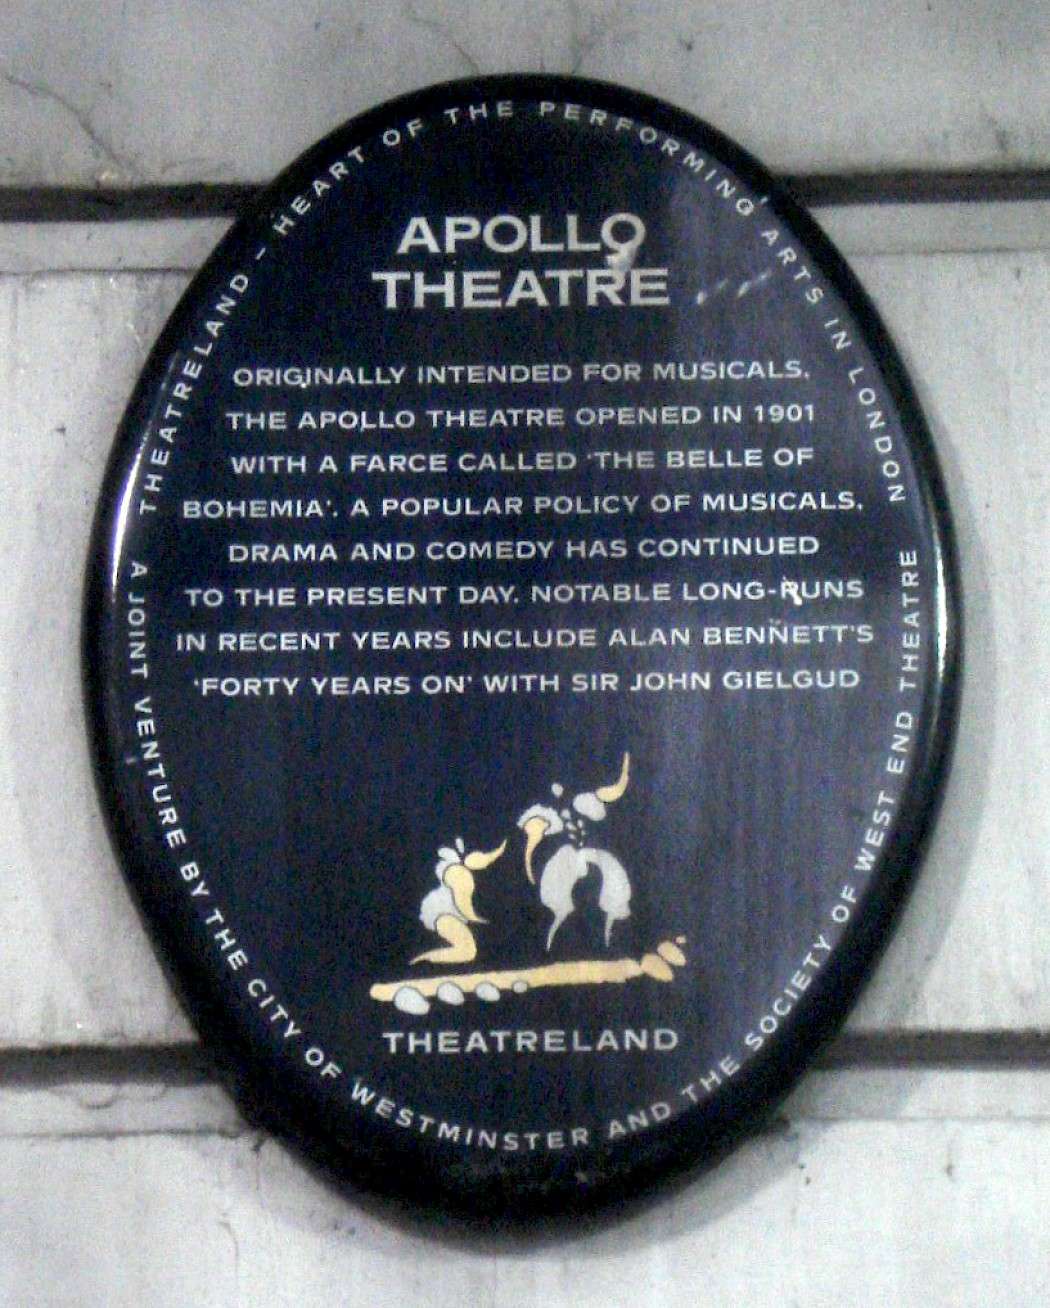 THEATRELAND – HEART OF THE PERFORMING ARTS IN LONDON
APOLLO
THEATRE
ORIGINALLY INTENDED FOR MUSICALS,
THE APOLLO THEATRE OPENED IN 1901
WITH A FARCE CALLED ‘THE BELLE OF
BOHEMIA’. A POPULAR POLICY OF MUSICALS,
DRAMA AND COMEDY HAS CONTINUED
TO THE PRESENT DAY. NOTABLE LONG-RUNS
IN RECENT YEARS INCLUDE ALAN BENNETT’S
‘FORTY YEARS ON’ WITH SIR JOHN GIELGUD
THEATRELAND
A JOINT VENTURE BY THE CITY OF WESTMINSTER AND THE SOCIETY OF WEST END THEATRE